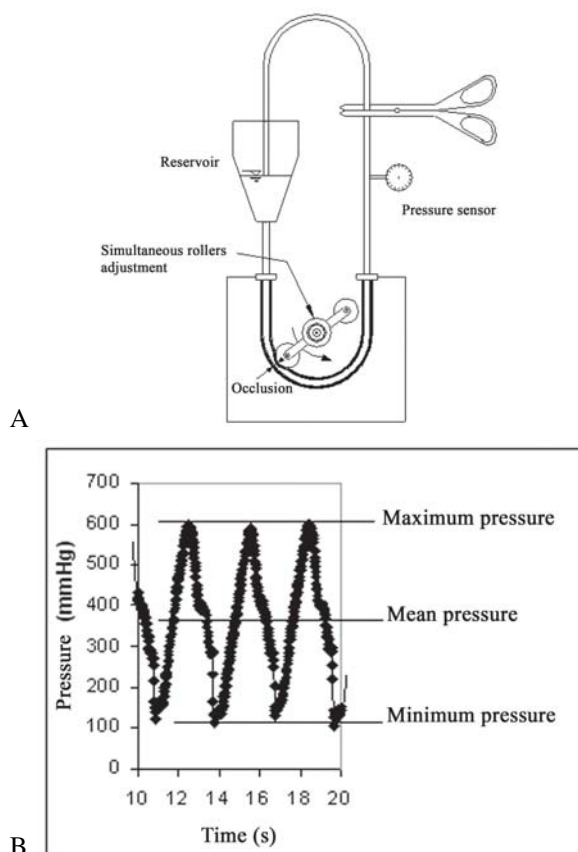 Reservoir
Pressure sensor
Simultaneous rollers
adjustment
Occlusion
A
700
600
500
400
300
200
100
0
Pressure (mmHg)
Maximum pressure
Mean pressure
Minimum pressure
10 12 14 16 18 20
Time (s)
B